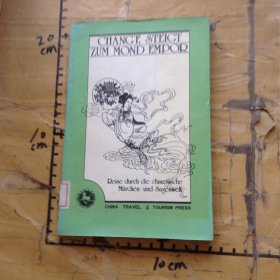 CHANG'E STEIGT
ZUM MOND EMPOR
Reise durch die chinesische
Märchen- und Sagenwelt
CHINA TRAVEL & TOURISM PRESS
20
cm
10
cm
10cm